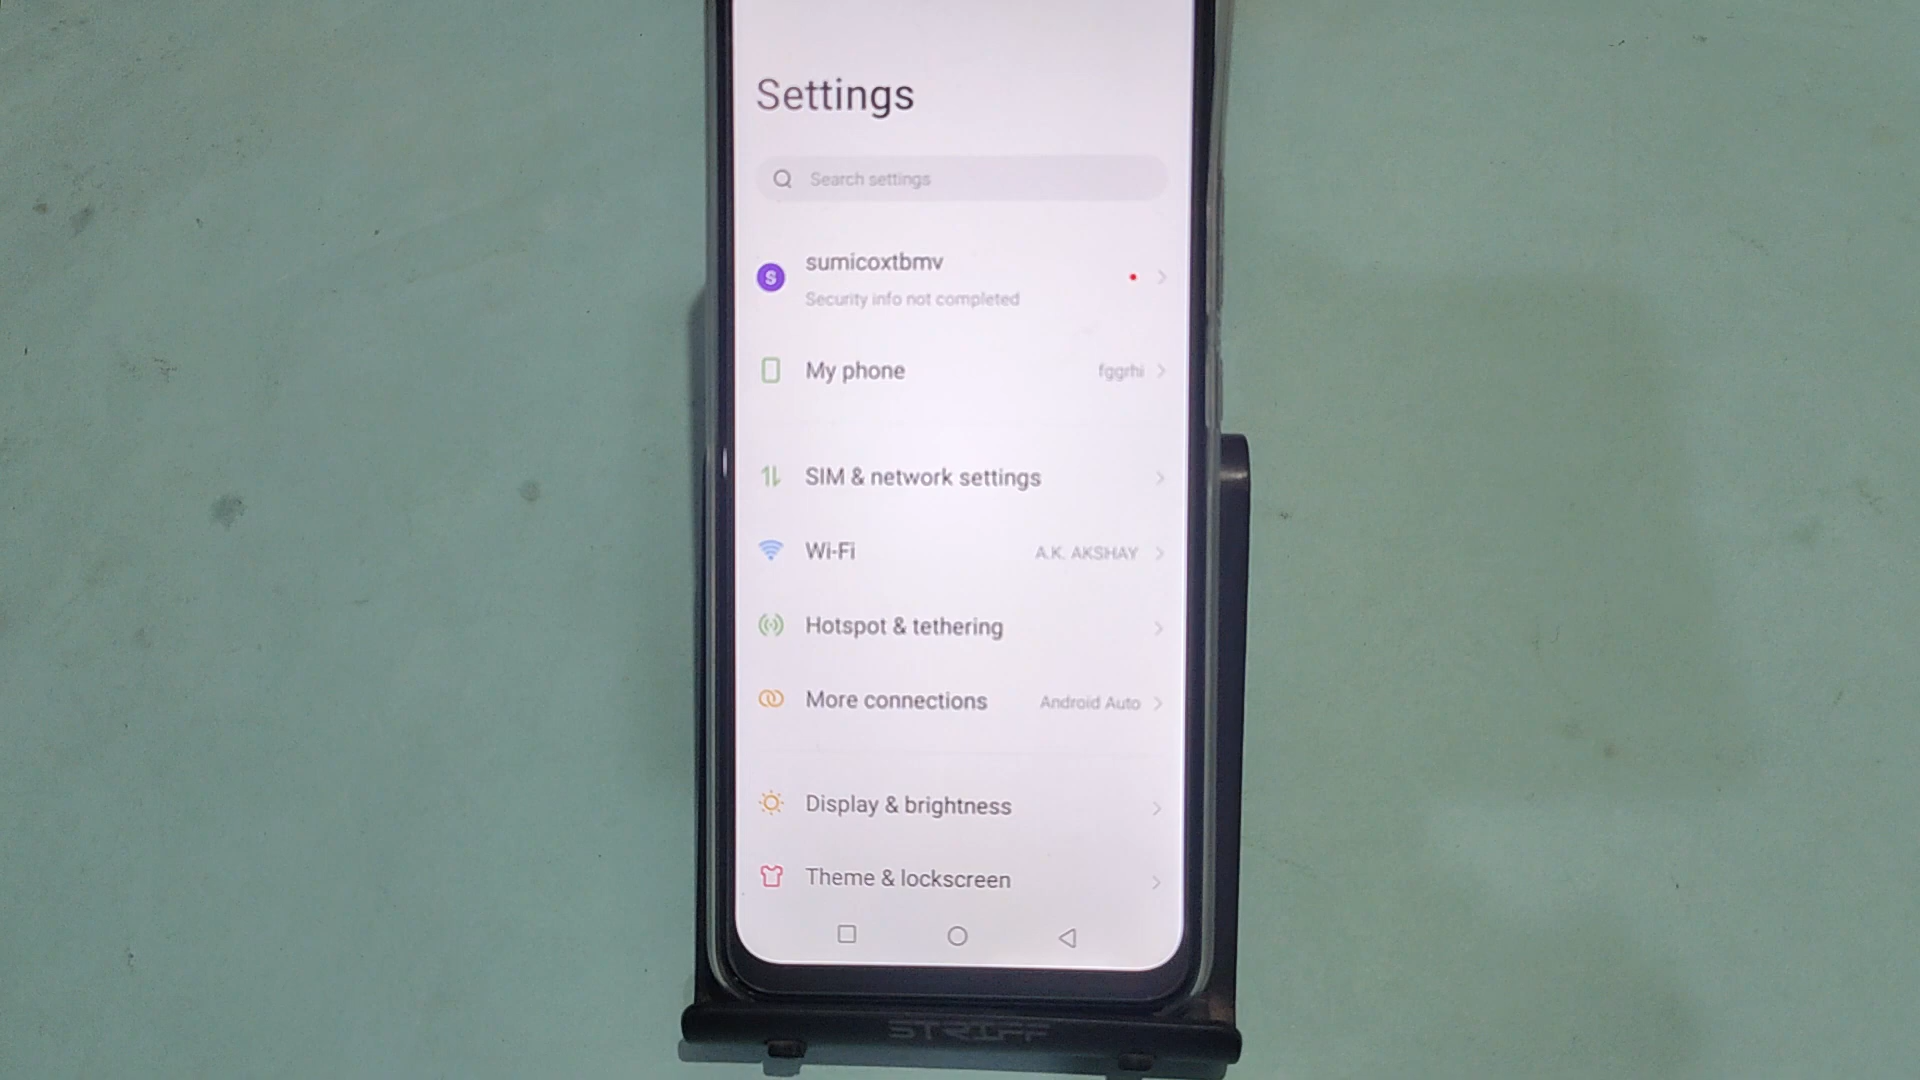 Settings
Search settings
S
sumicoxtbmv
Security info not completed
My phone fggrhi
SIM & network settings
Wi-Fi A.K. AKSHAY
Hotspot & tethering
More connections Android Auto
Display & brightness
Theme & lockscreen
STRIFF